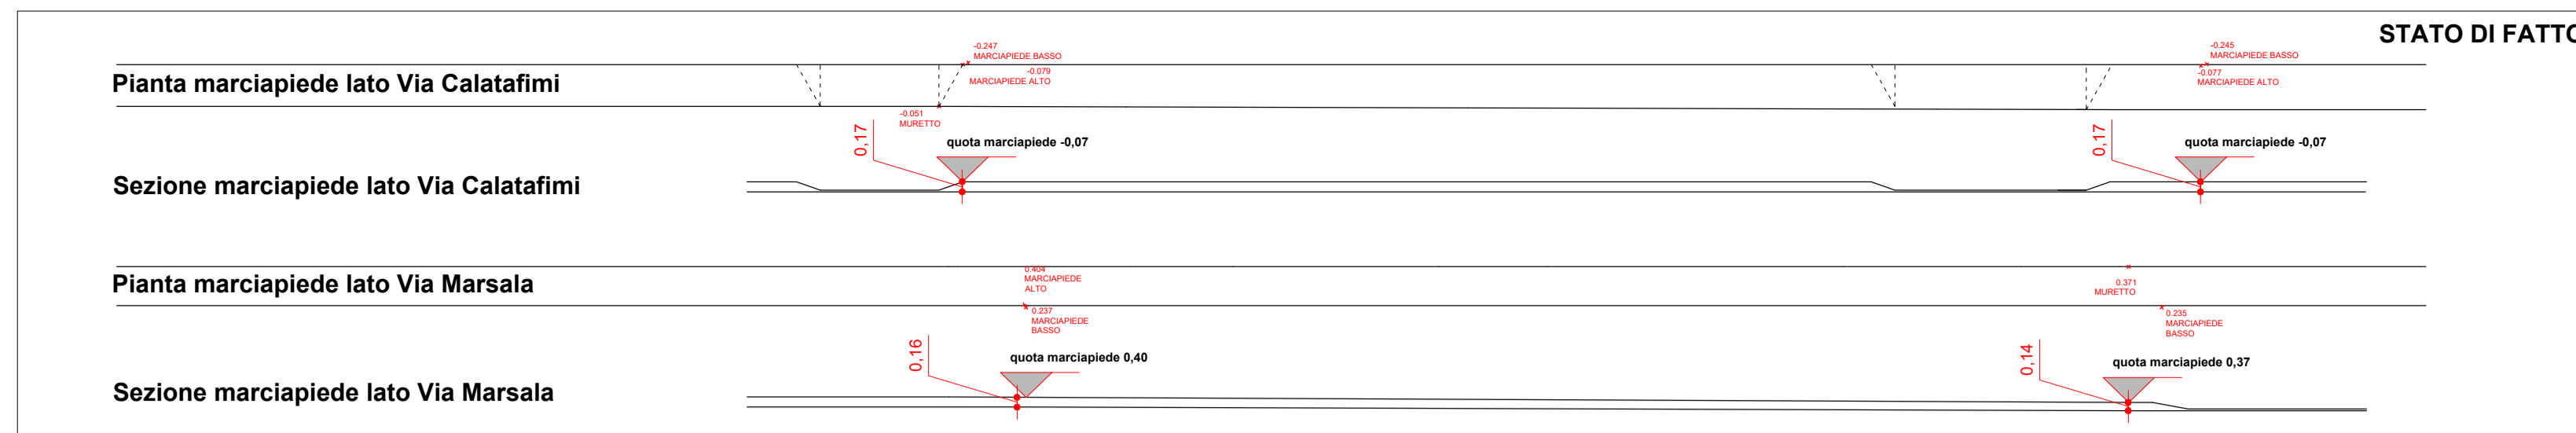 STATO DI FATTO
-0.247
MARCIAPIEDE BASSO
-0.079
MARCIAPIEDE ALTO
-0.245
MARCIAPIEDE BASSO
-0.077
MARCIAPIEDE ALTO
Pianta marciapiede lato Via Calatafimi
-0.051
MURETTO
0,17
quota marciapiede -0,07
0,17
quota marciapiede -0,07
Sezione marciapiede lato Via Calatafimi
Pianta marciapiede lato Via Marsala
0.404
MARCIAPIEDE
ALTO
0.371
MURETTO
0.237
MARCIAPIEDE
BASSO
0.235
MARCIAPIEDE
BASSO
0,16
quota marciapiede 0,40
0,14
quota marciapiede 0,37
Sezione marciapiede lato Via Marsala